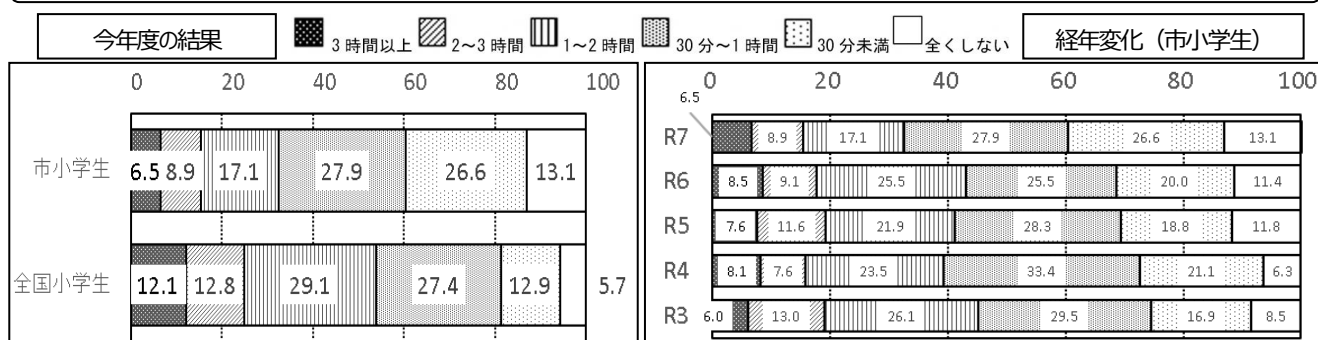 今年度の結果
3時間以上 2～3時間 1～2時間 30分～1時間 30分未満 全くしない
経年変化（市小学生）
0 20 40 60 80 100
市小学生 6.5 8.9 17.1 27.9 26.6 13.1
全国小学生 12.1 12.8 29.1 27.4 12.9 5.7
0 20 40 60 80 100
6.5
R7 8.9 17.1 27.9 26.6 13.1
R6 8.5 9.1 25.5 25.5 20.0 11.4
R5 7.6 11.6 21.9 28.3 18.8 11.8
R4 8.1 7.6 23.5 33.4 21.1 6.3
R3 6.0 13.0 26.1 29.5 16.9 8.5